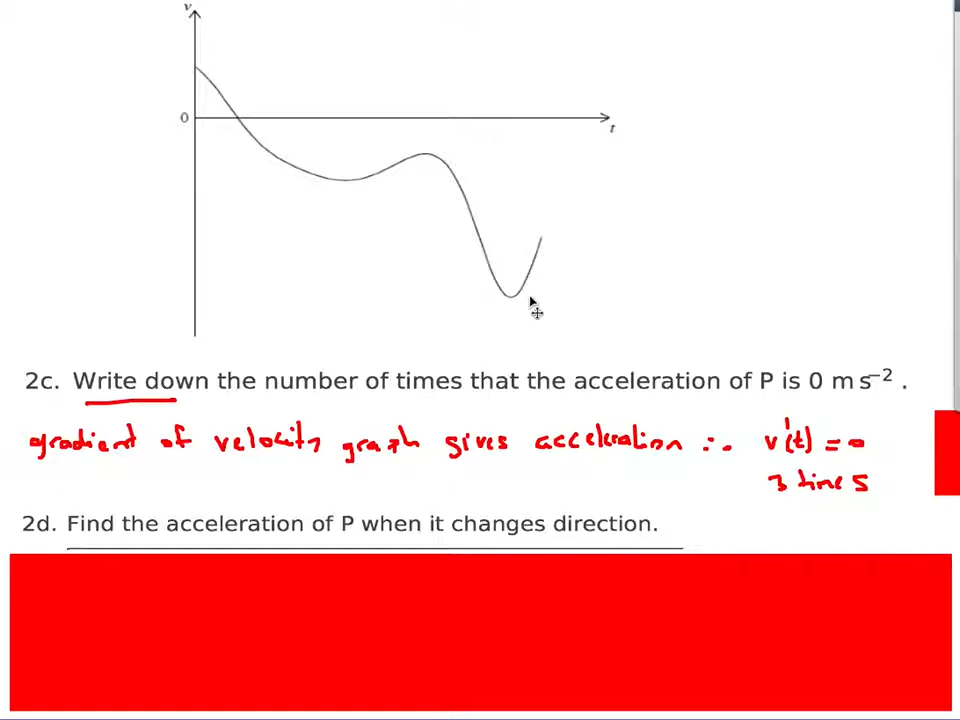 v
0
t
2c. Write down the number of times that the acceleration of P is 0 m s⁻² .
gradient of velocity graph gives acceleration ∴ v'(t) = 0
3 times
2d. Find the acceleration of P when it changes direction.